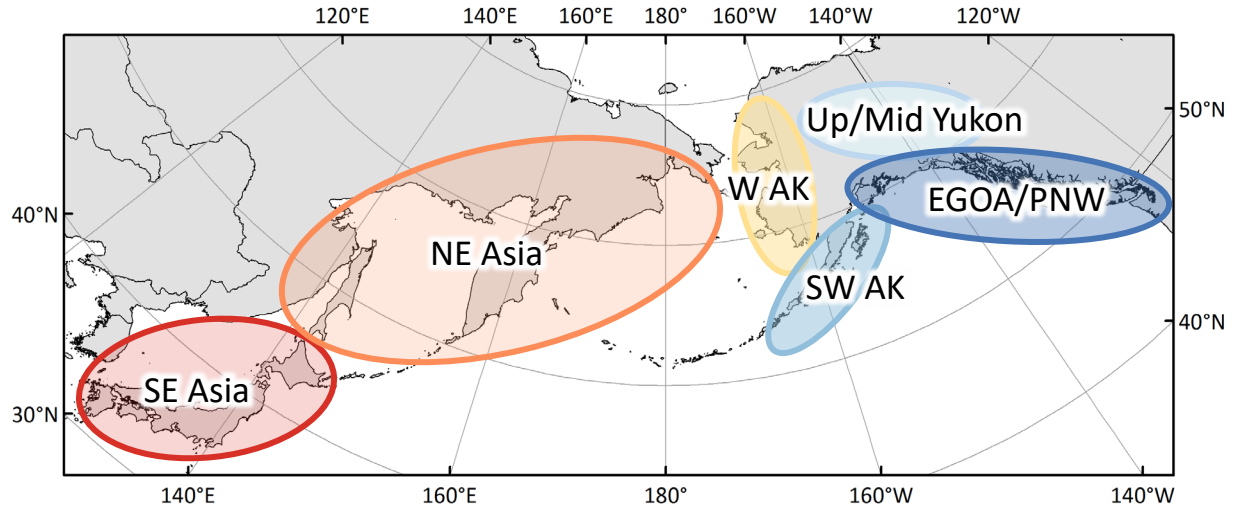 120°E 140°E 160°E 180° 160°W 140°W 120°W
50°N
Up/Mid Yukon
W AK
EGOA/PNW
40°N
NE Asia
SW AK
40°N
SE Asia
30°N
140°E 160°E 180° 160°W 140°W